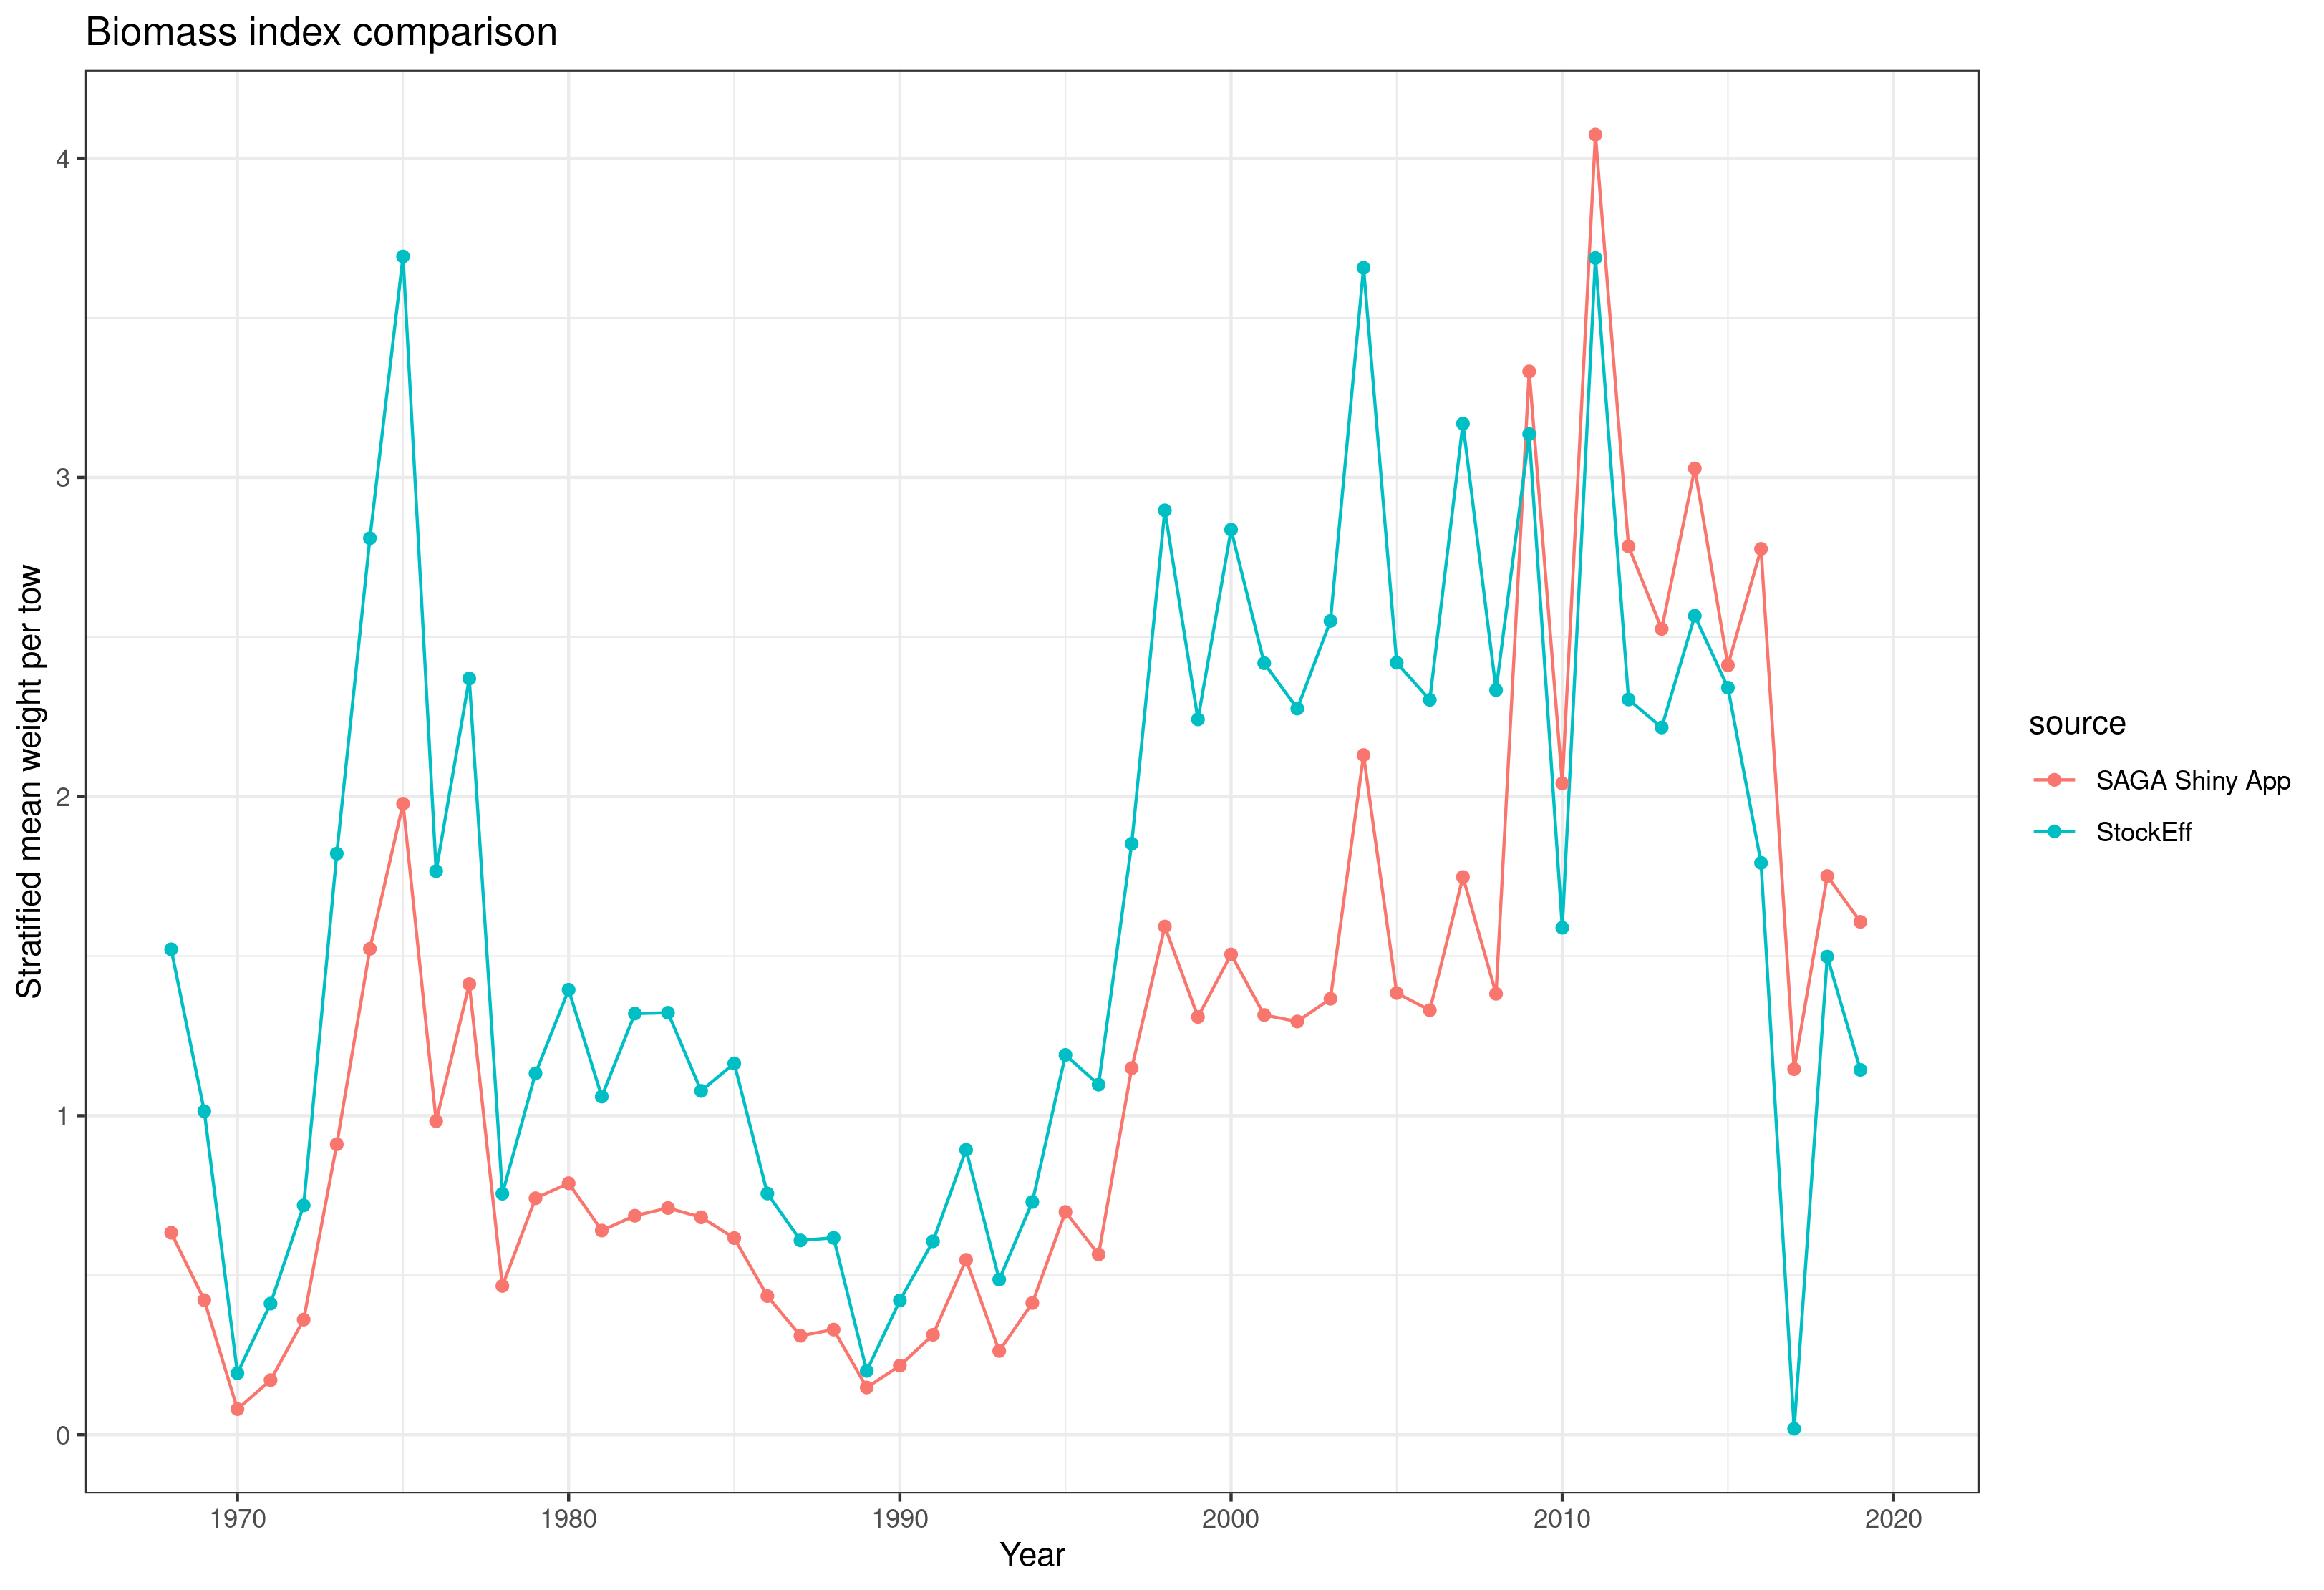 Biomass index comparison
Stratified mean weight per tow
4
3
2
1
0
1970 1980 1990 2000 2010 2020
Year
source
SAGA Shiny App
StockEff